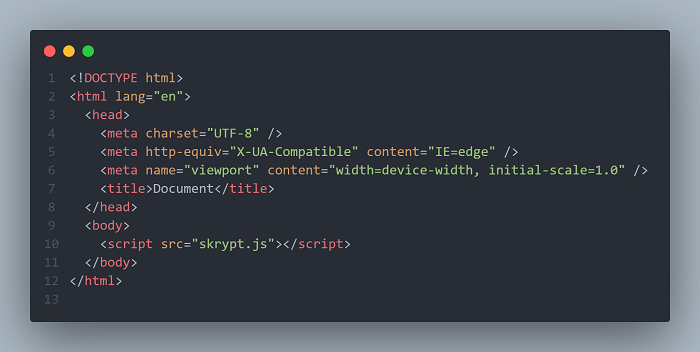 1 <!DOCTYPE html>
2 <html lang="en">
3   <head>
4     <meta charset="UTF-8" />
5     <meta http-equiv="X-UA-Compatible" content="IE=edge" />
6     <meta name="viewport" content="width=device-width, initial-scale=1.0" />
7     <title>Document</title>
8   </head>
9   <body>
10     <script src="skrypt.js"></script>
11   </body>
12 </html>
13